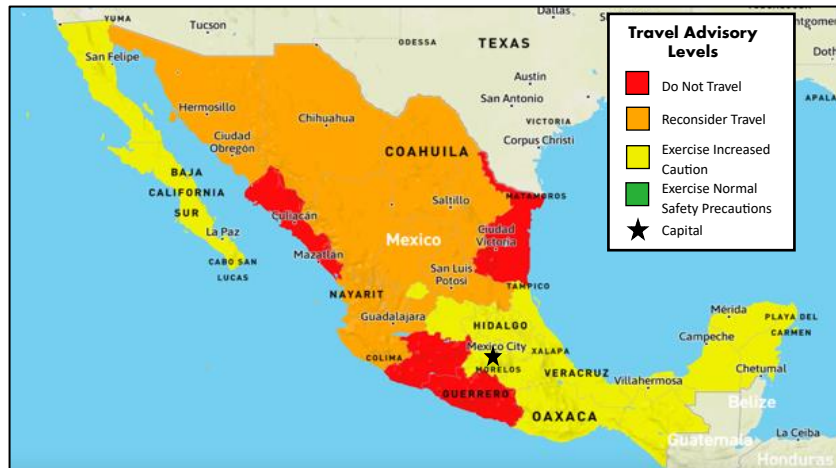 YUMA
Tucson
Dallas
San Felipe
ODESSA
TEXAS
Austin
San Antonio
VICTORIA
Corpus Christi
Hermosillo
Chihuahua
Ciudad
Obregón
COAHUILA
BAJA
CALIFORNIA
SUR
Culiacán
Saltillo
MATAMOROS
Ciudad
Victoria
La Paz
Mazatlán
Mexico
CABO SAN
LUCAS
San Luis
Potosí
TAMPICO
NAYARIT
Guadalajara
HIDALGO
Mérida
PLAYA DEL
CARMEN
Campeche
Mexico City
XALAPA
COLIMA
MORELOS
VERACRUZ
Villahermosa
Chetumal
GUERRERO
OAXACA
Belize
Guatemala
La Ceiba
Honduras
Travel Advisory
Levels
Do Not Travel
Reconsider Travel
Exercise Increased
Caution
Exercise Normal
Safety Precautions
Capital
Doth
APALA